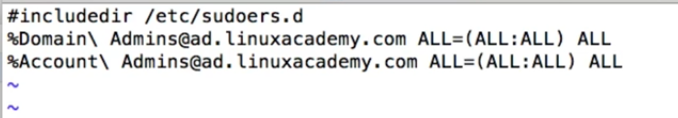 #includedir /etc/sudoers.d
%Domain\ Admins@ad.linuxacademy.com ALL=(ALL:ALL) ALL
%Account\ Admins@ad.linuxacademy.com ALL=(ALL:ALL) ALL
~
~